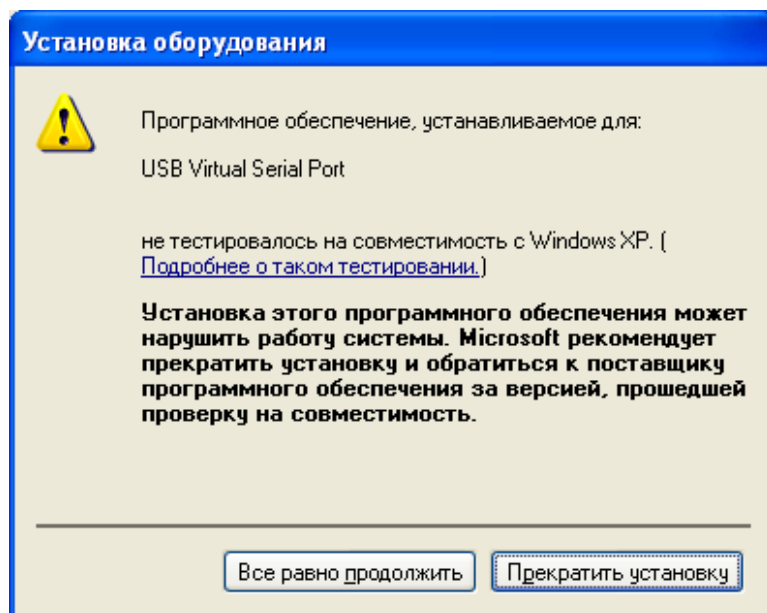 Установка оборудования
Программное обеспечение, устанавливаемое для:
USB Virtual Serial Port
не тестировалось на совместимость с Windows XP. (
Подробнее о таком тестировании.)
Установка этого программного обеспечения может
нарушить работу системы. Microsoft рекомендует
прекратить установку и обратиться к поставщику
программного обеспечения за версией, прошедшей
проверку на совместимость.
Все равно продолжить
Прекратить установку